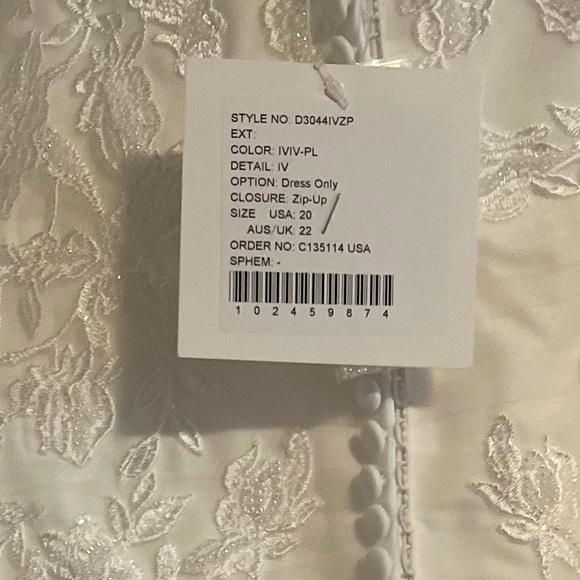 STYLE NO: D3044IVZP
EXT:
COLOR: IVIV-PL
DETAIL: IV
OPTION: Dress Only
CLOSURE: Zip-Up
SIZE USA: 20
AUS/UK: 22
ORDER NO: C135114 USA
SPHEM: -
1 0 2 4 5 9 8 7 4